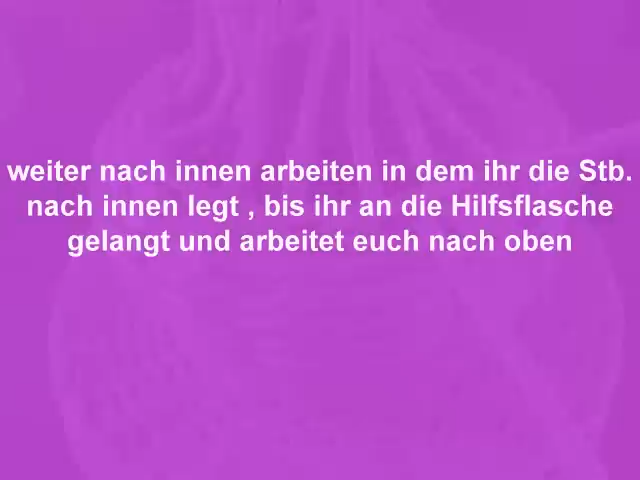 weiter nach innen arbeiten in dem ihr die Stb.
nach innen legt , bis ihr an die Hilfsflasche
gelangt und arbeitet euch nach oben